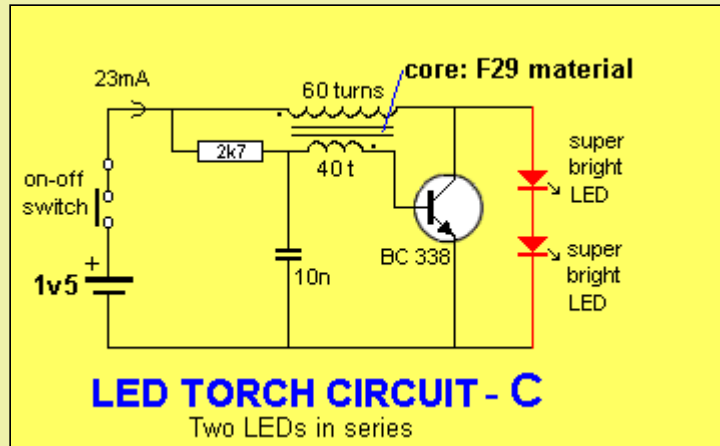 23mA
core: F29 material
60 turns
2k7
40 t
super
bright
LED
on-off
switch
BC 338
super
bright
LED
+
1v5
10n
LED TORCH CIRCUIT - C
Two LEDs in series